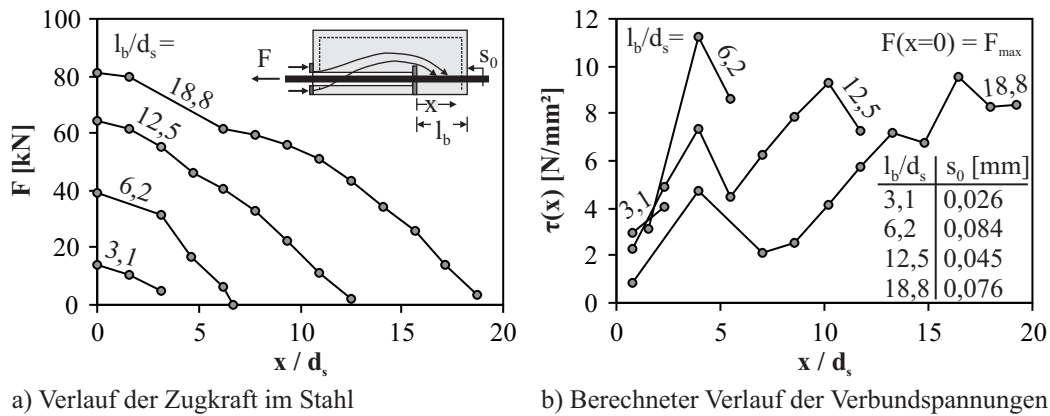 100
80
60
40
20
0
F [kN]
l_b/d_s =
18,8
12,5
6,2
3,1
F
s_0
x
l_b
0 5 10 15 20
x / d_s
a) Verlauf der Zugkraft im Stahl
12
10
8
6
4
2
0
τ(x) [N/mm²]
l_b/d_s =
F(x=0) = F_max
6,2
12,5
18,8
3,1
l_b/d_s s_0 [mm]
3,1 0,026
6,2 0,084
12,5 0,045
18,8 0,076
0 5 10 15 20
x / d_s
b) Berechneter Verlauf der Verbundspannungen